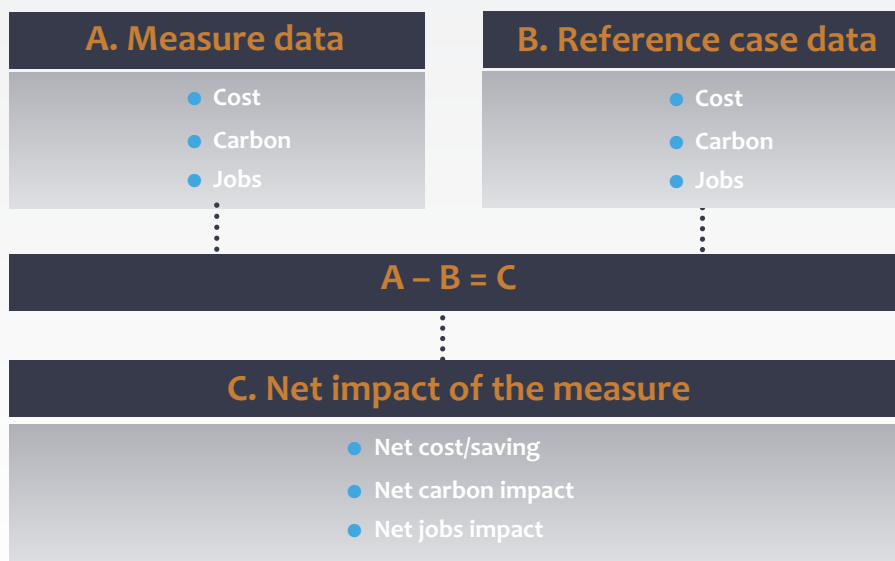 A. Measure data
Cost
Carbon
Jobs
B. Reference case data
Cost
Carbon
Jobs
A – B = C
C. Net impact of the measure
Net cost/saving
Net carbon impact
Net jobs impact